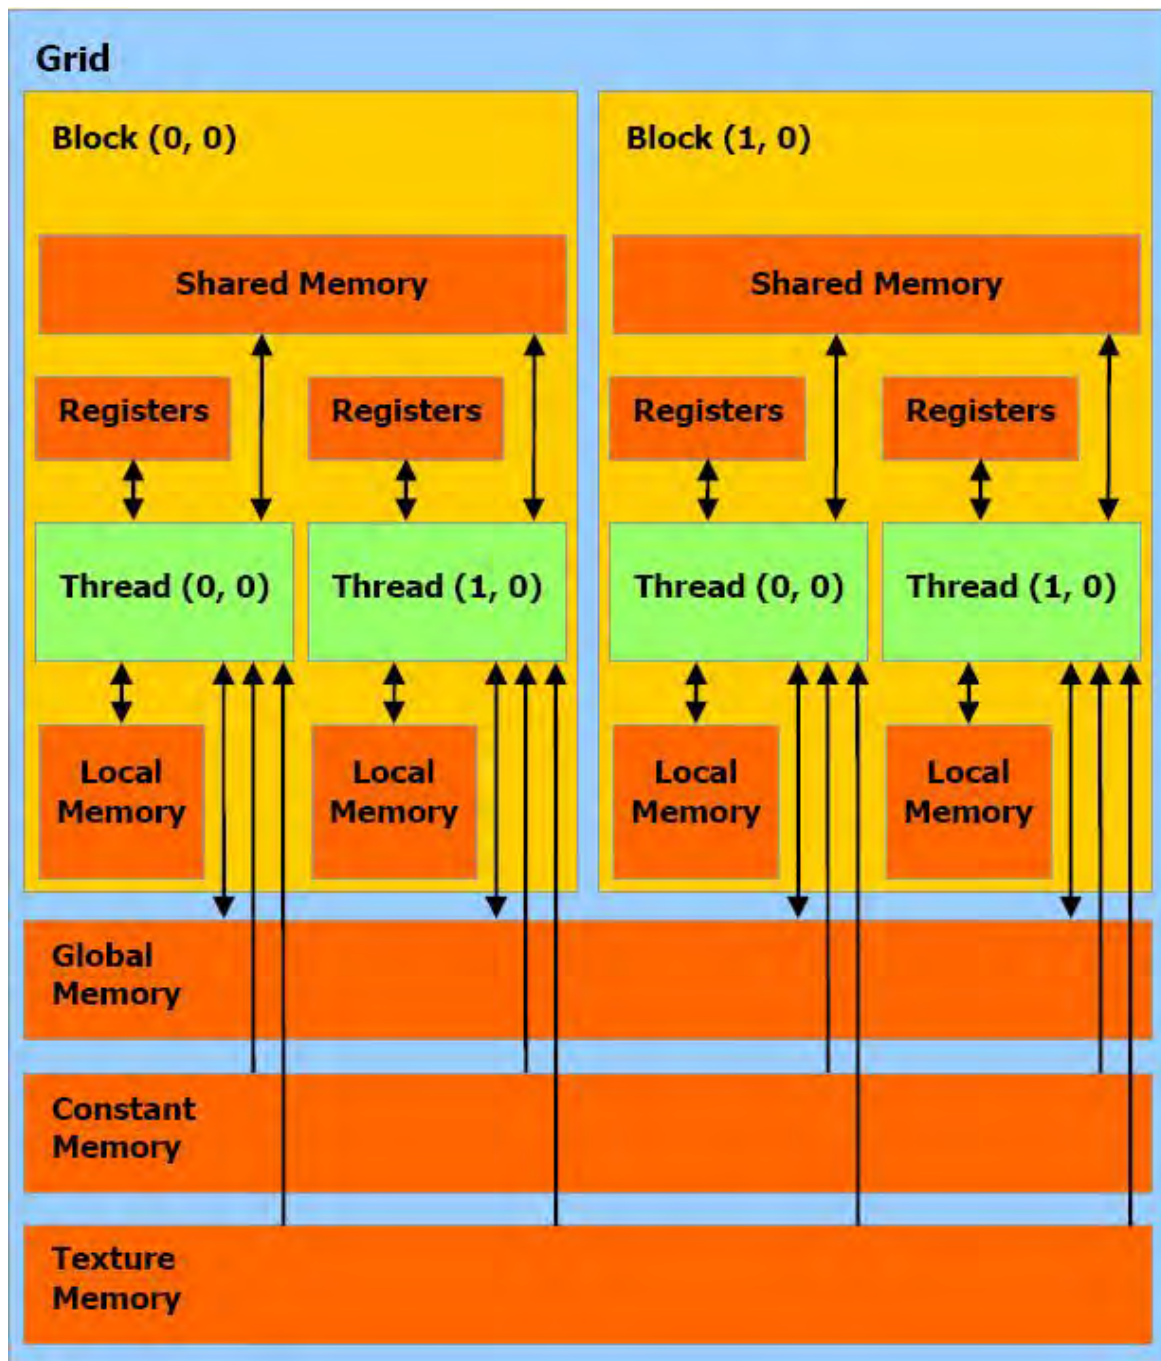 Grid
Block (0, 0)
Shared Memory
Registers
Registers
Thread (0, 0)
Thread (1, 0)
Local
Memory
Local
Memory
Block (1, 0)
Shared Memory
Registers
Registers
Thread (0, 0)
Thread (1, 0)
Local
Memory
Local
Memory
Global
Memory
Constant
Memory
Texture
Memory